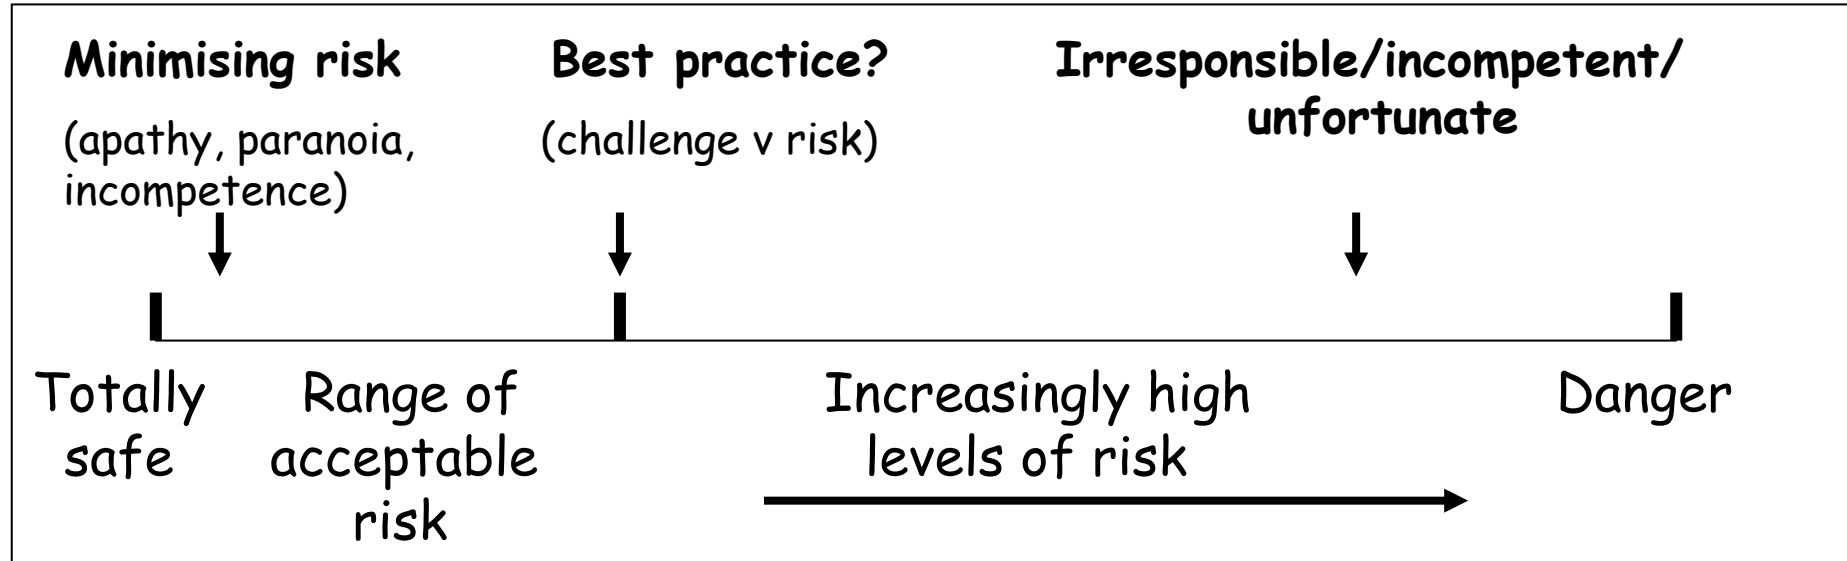 Minimising risk
(apathy, paranoia,
incompetence)
Best practice?
(challenge v risk)
Irresponsible/incompetent/
unfortunate
Totally
safe
Range of
acceptable
risk
Increasingly high
levels of risk
Danger